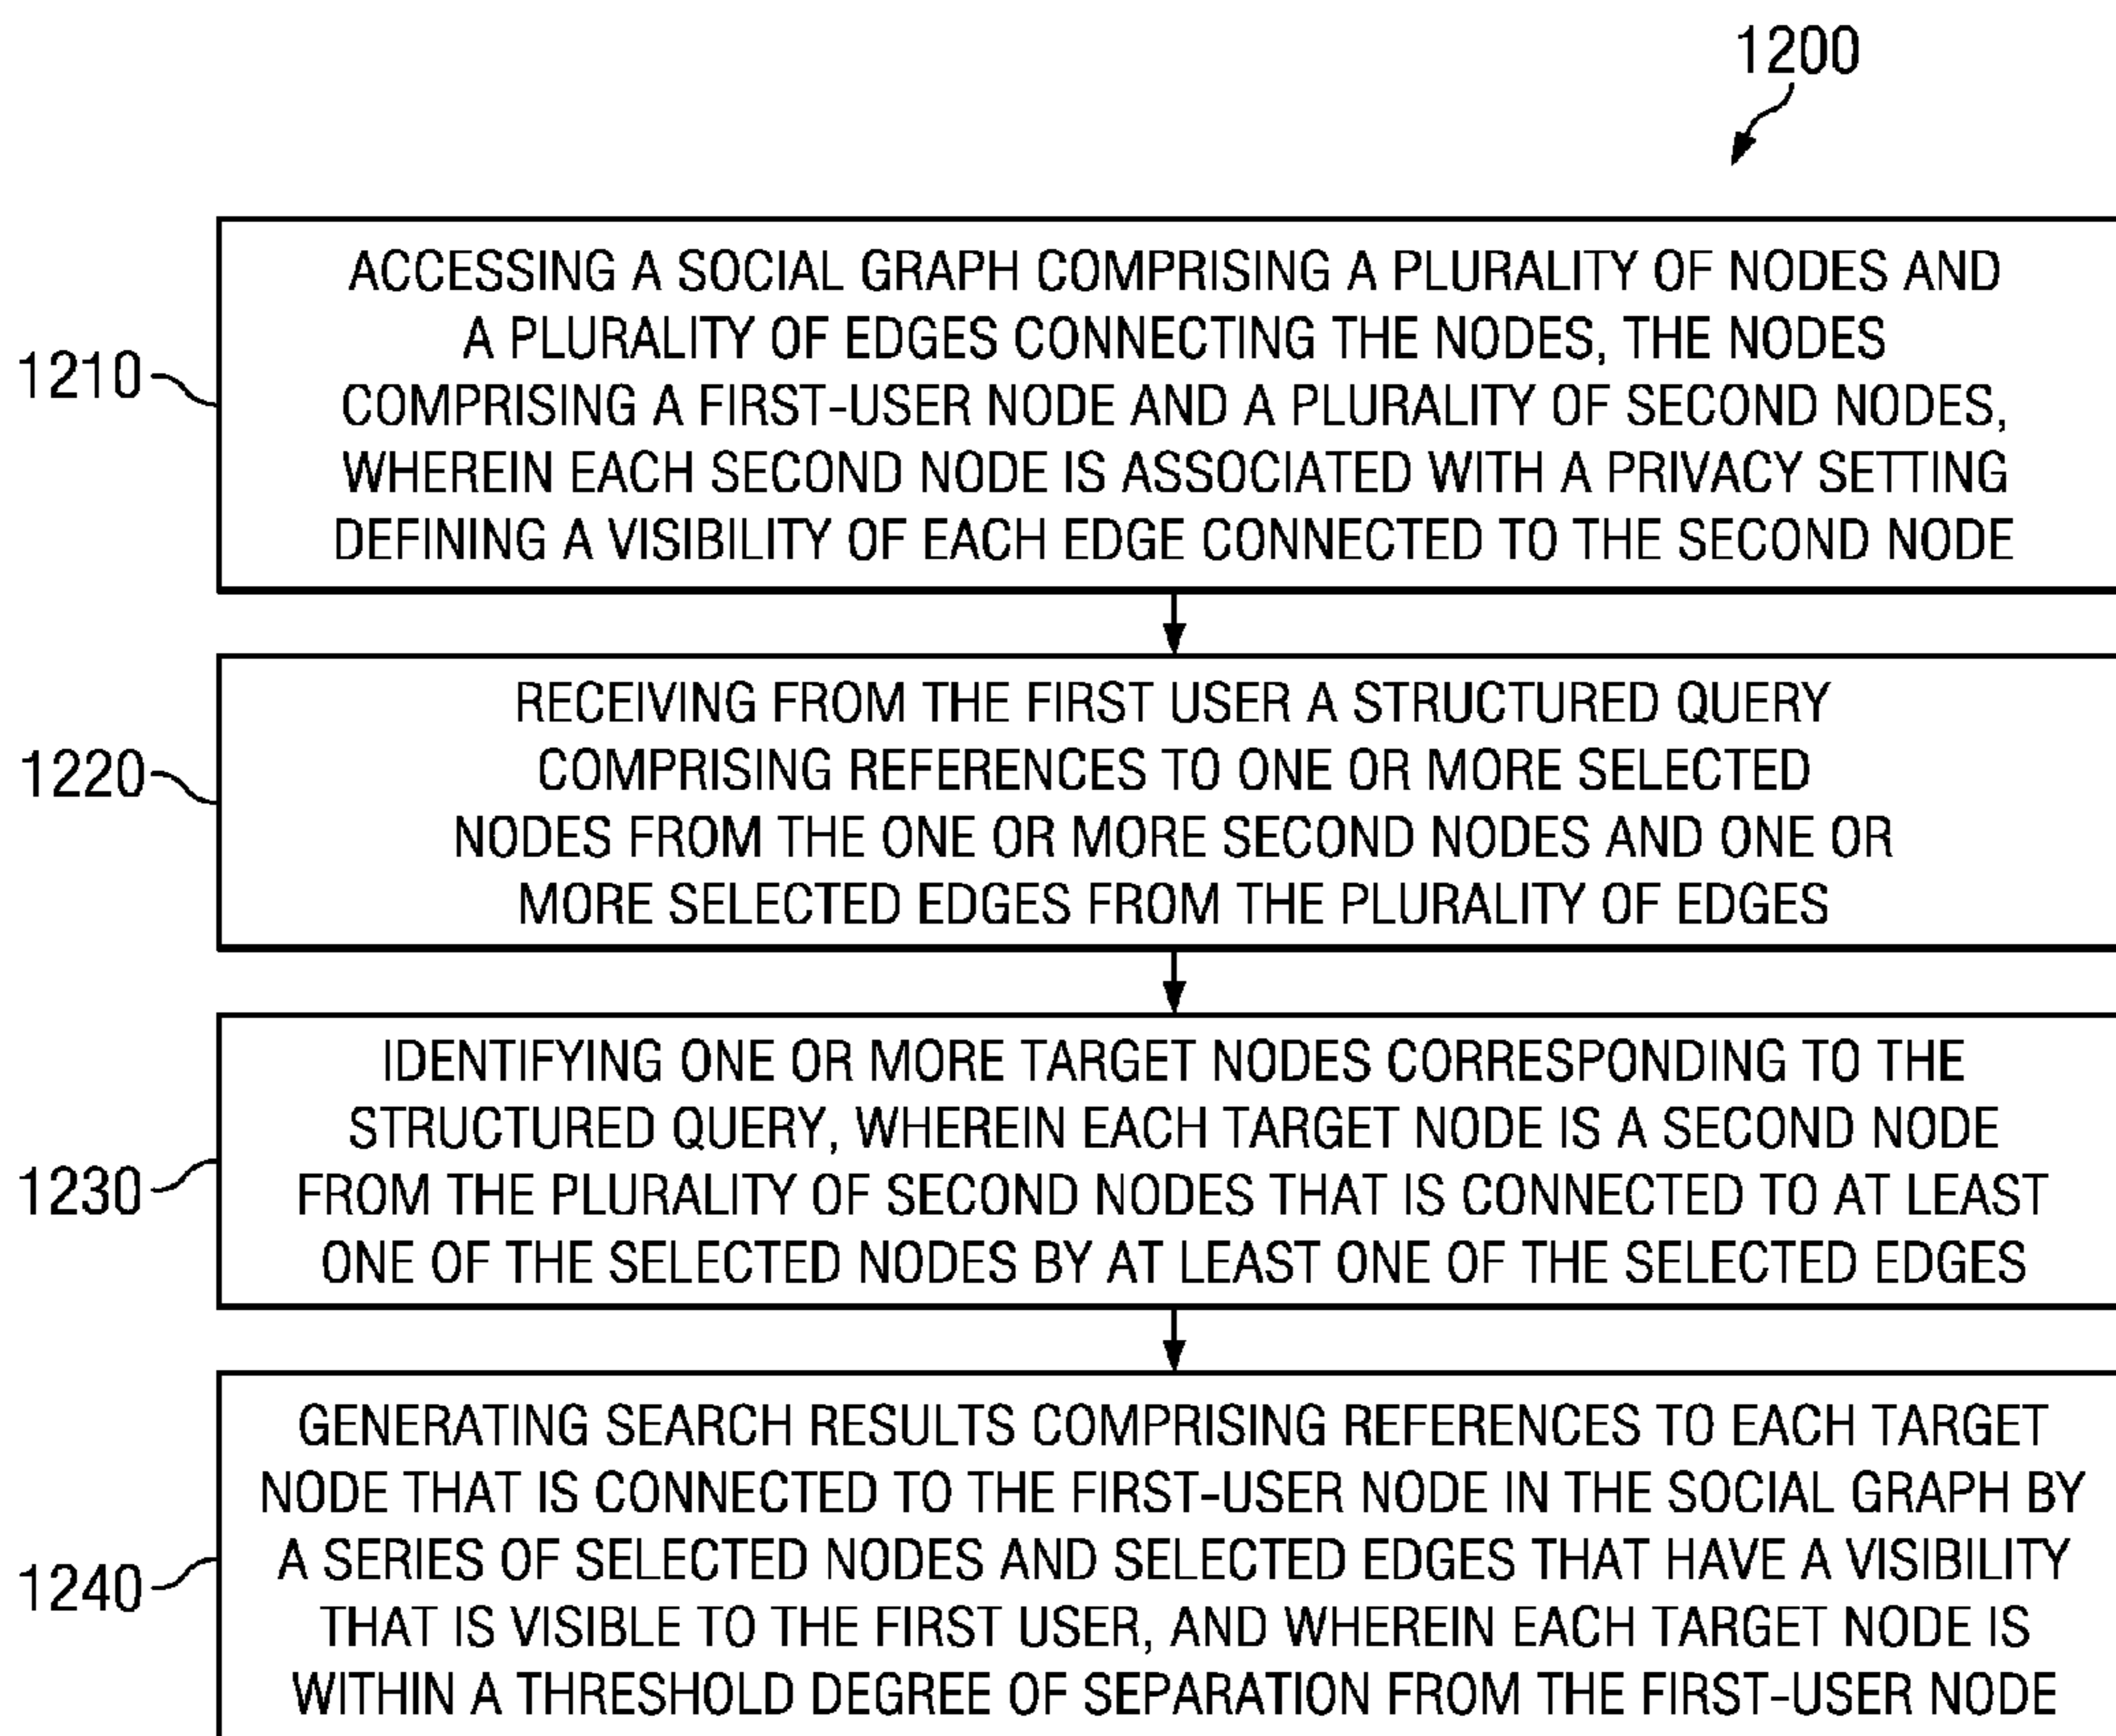 1200
1210
ACCESSING A SOCIAL GRAPH COMPRISING A PLURALITY OF NODES AND
A PLURALITY OF EDGES CONNECTING THE NODES, THE NODES
COMPRISING A FIRST-USER NODE AND A PLURALITY OF SECOND NODES,
WHEREIN EACH SECOND NODE IS ASSOCIATED WITH A PRIVACY SETTING
DEFINING A VISIBILITY OF EACH EDGE CONNECTED TO THE SECOND NODE
1220
RECEIVING FROM THE FIRST USER A STRUCTURED QUERY
COMPRISING REFERENCES TO ONE OR MORE SELECTED
NODES FROM THE ONE OR MORE SECOND NODES AND ONE OR
MORE SELECTED EDGES FROM THE PLURALITY OF EDGES
1230
IDENTIFYING ONE OR MORE TARGET NODES CORRESPONDING TO THE
STRUCTURED QUERY, WHEREIN EACH TARGET NODE IS A SECOND NODE
FROM THE PLURALITY OF SECOND NODES THAT IS CONNECTED TO AT LEAST
ONE OF THE SELECTED NODES BY AT LEAST ONE OF THE SELECTED EDGES
1240
GENERATING SEARCH RESULTS COMPRISING REFERENCES TO EACH TARGET
NODE THAT IS CONNECTED TO THE FIRST-USER NODE IN THE SOCIAL GRAPH BY
A SERIES OF SELECTED NODES AND SELECTED EDGES THAT HAVE A VISIBILITY
THAT IS VISIBLE TO THE FIRST USER, AND WHEREIN EACH TARGET NODE IS
WITHIN A THRESHOLD DEGREE OF SEPARATION FROM THE FIRST-USER NODE